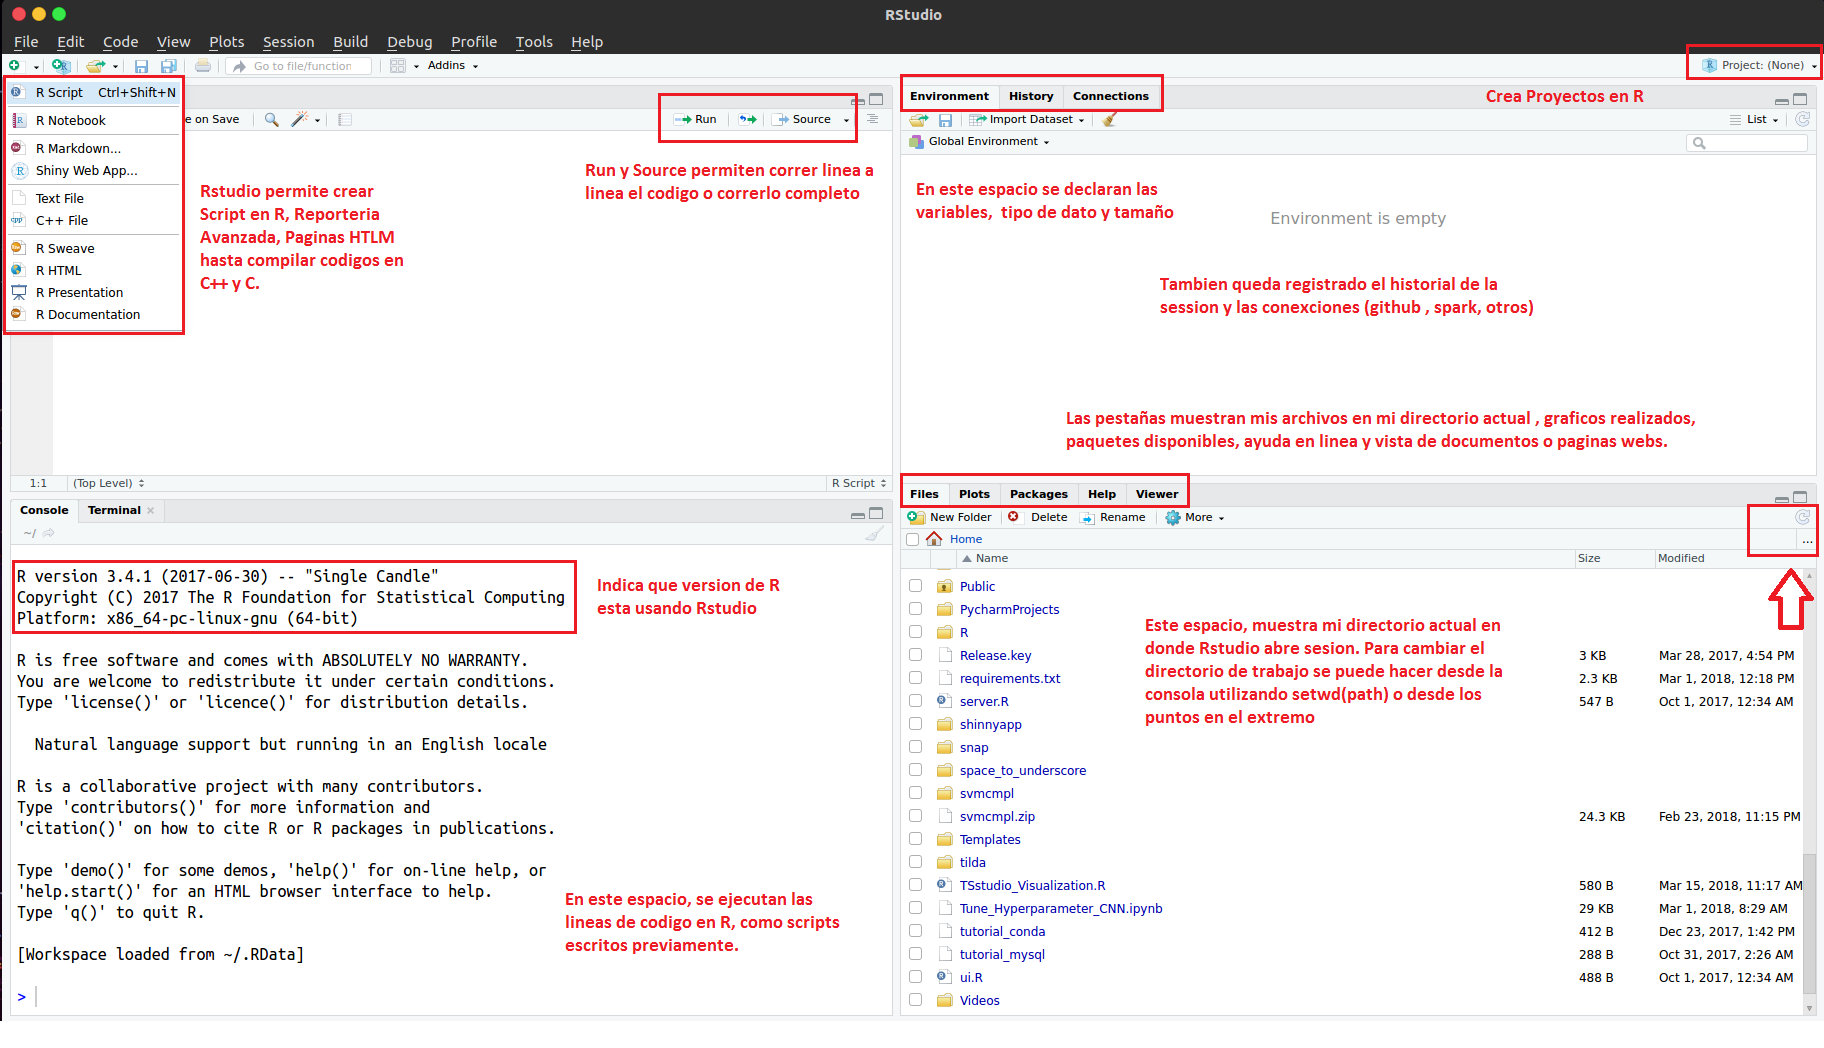 RStudio
File Edit Code View Plots Session Build Debug Profile Tools Help
Go to file/function Addins
Project: (None)
R Script Ctrl+Shift+N
R Notebook
R Markdown...
Shiny Web App...
Text File
C++ File
R Sweave
R HTML
R Presentation
R Documentation
e on Save
Run Source
Rstudio permite crear
Script en R, Reporteria
Avanzada, Paginas HTLM
hasta compilar codigos en
C++ y C.
Run y Source permiten correr linea a
linea el codigo o correrlo completo
1:1 (Top Level) R Script
Environment History Connections
Crea Proyectos en R
Import Dataset List
Global Environment
En este espacio se declaran las
variables, tipo de dato y tamaño
Environment is empty
Tambien queda registrado el historial de la
session y las conexciones (github , spark, otros)
Las pestañas muestran mis archivos en mi directorio actual , graficos realizados,
paquetes disponibles, ayuda en linea y vista de documentos o paginas webs.
Console Terminal
~/
R version 3.4.1 (2017-06-30) -- "Single Candle"
Copyright (C) 2017 The R Foundation for Statistical Computing
Platform: x86_64-pc-linux-gnu (64-bit)
Indica que version de R
esta usando Rstudio
R is free software and comes with ABSOLUTELY NO WARRANTY.
You are welcome to redistribute it under certain conditions.
Type 'license()' or 'licence()' for distribution details.
Natural language support but running in an English locale
R is a collaborative project with many contributors.
Type 'contributors()' for more information and
'citation()' on how to cite R or R packages in publications.
Type 'demo()' for some demos, 'help()' for on-line help, or
'help.start()' for an HTML browser interface to help.
Type 'q()' to quit R.
En este espacio, se ejecutan las
lineas de codigo en R, como scripts
escritos previamente.
[Workspace loaded from ~/.RData]
>
Files Plots Packages Help Viewer
New Folder Delete Rename More
Home ...
Name Size Modified
Public
PycharmProjects
R
Release.key 3 KB Mar 28, 2017, 4:54 PM
requirements.txt 2.3 KB Mar 1, 2018, 12:18 PM
server.R 547 B Oct 1, 2017, 12:34 AM
shinnyapp
snap
space_to_underscore
svmcmpl
svmcmpl.zip 24.3 KB Feb 23, 2018, 11:15 PM
Templates
tilda
TSstudio_Visualization.R 580 B Mar 15, 2018, 11:17 AM
Tune_Hyperparameter_CNN.ipynb 29 KB Mar 1, 2018, 8:29 AM
tutorial_conda 412 B Dec 23, 2017, 1:42 PM
tutorial_mysql 288 B Oct 31, 2017, 2:26 AM
ui.R 488 B Oct 1, 2017, 12:34 AM
Videos
Este espacio, muestra mi directorio actual en
donde Rstudio abre sesion. Para cambiar el
directorio de trabajo se puede hacer desde la
consola utilizando setwd(path) o desde los
puntos en el extremo